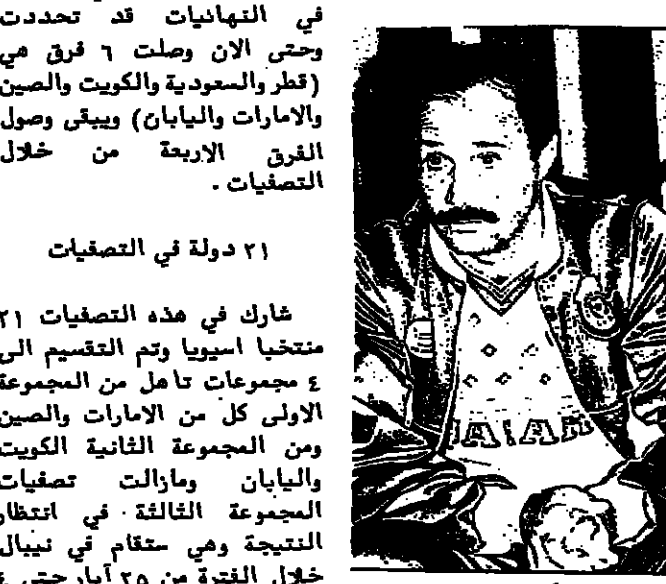 في النهائيات قد تحددت
وحتى الان وصلت ٦ فرق هي
(قطر والسعودية والكويت والصين
والامارات واليابان) ويبقى وصول
الفرق الاربعة من خلال
التصفيات .
٢١ دولة في التصفيات
شارك في هذه التصفيات ٢١
منتخبا اسيويا وتم التقسيم الى
٤ مجموعات تاهل من المجموعة
الاولى كل من الامارات والصين
ومن المجموعة الثانية الكويت
واليابان ومازالت تصفيات
المجموعة الثالثة في انتظار
النتيجة وهي ستقام في نيبال
خلال الفترة من ٢٥ آيار حتى ٤